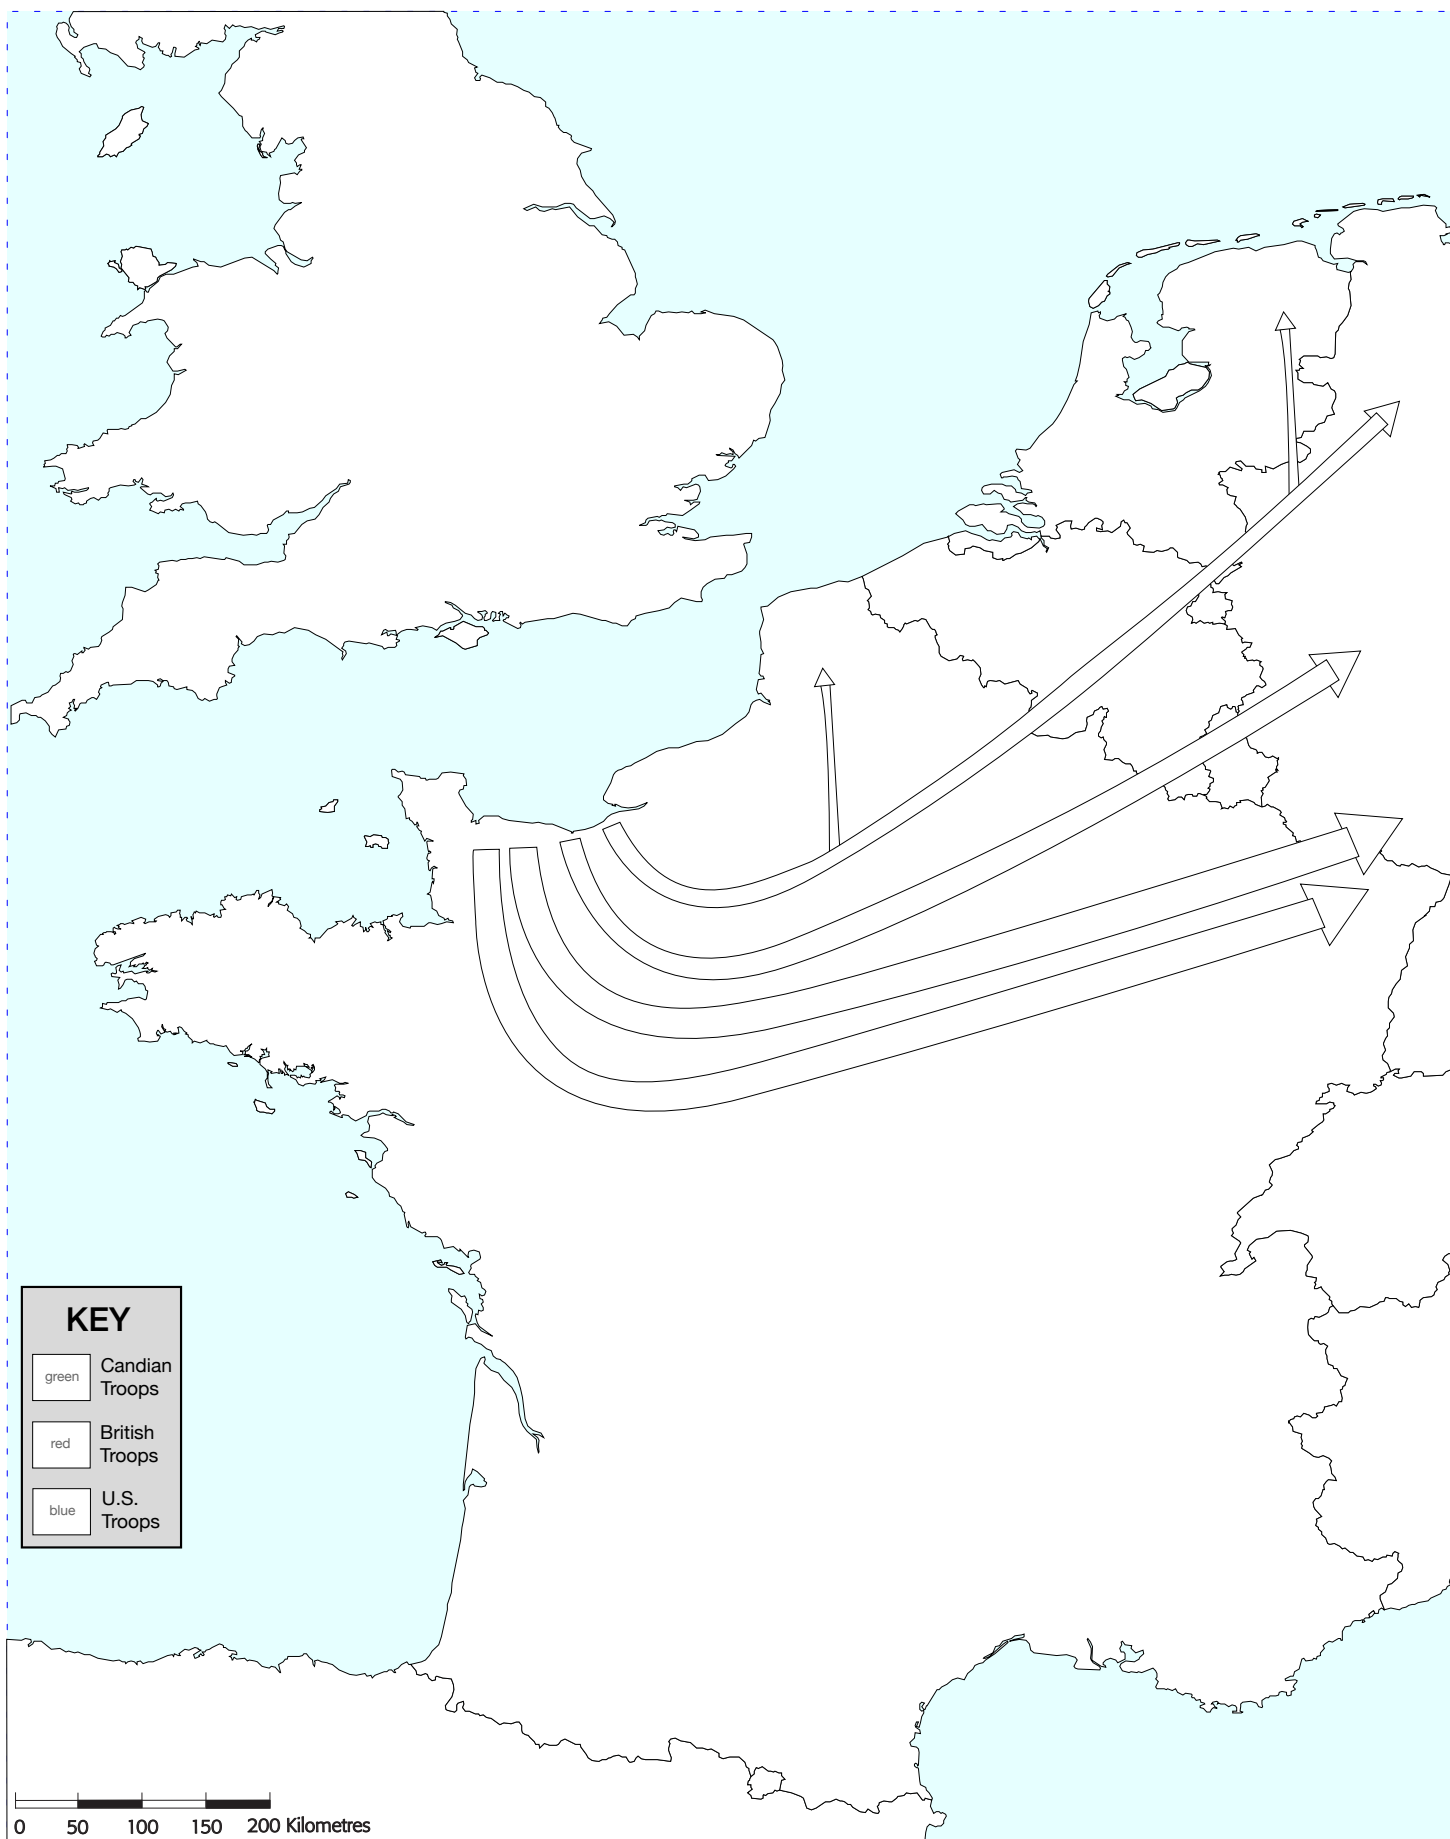 KEY
green
Candian
Troops
red
British
Troops
blue
U.S.
Troops
0 50 100 150 200 Kilometres